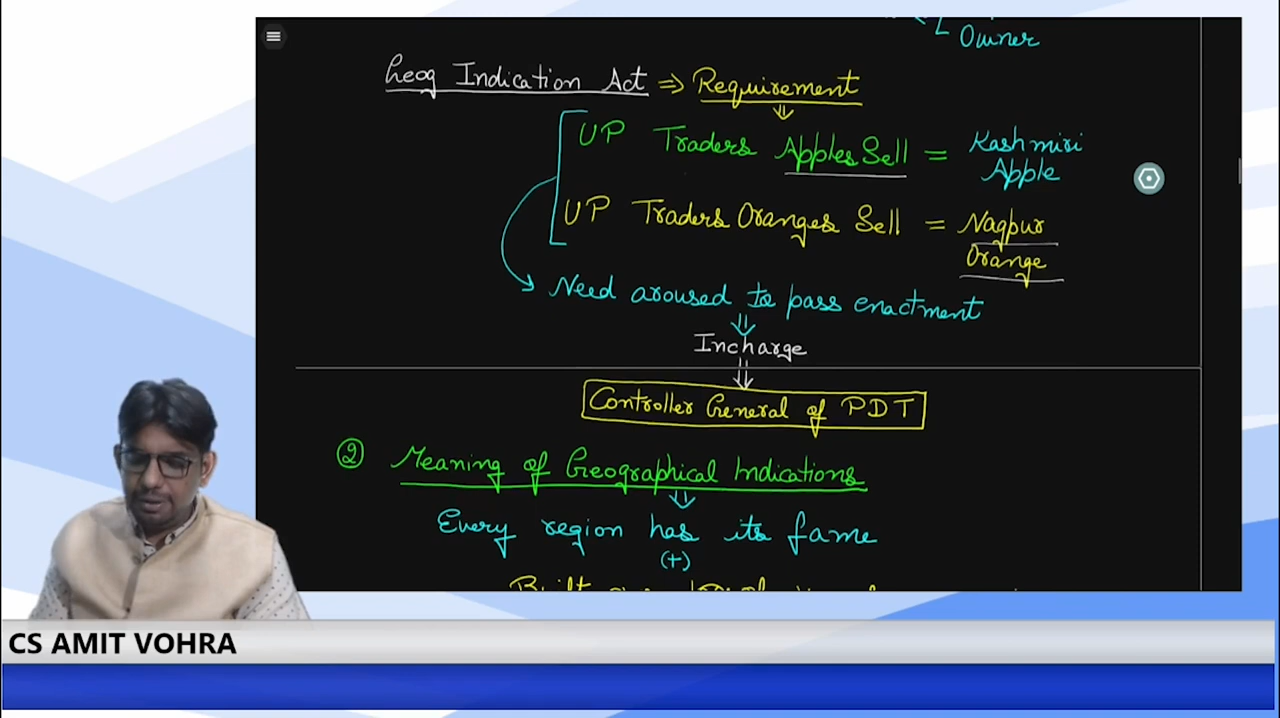 Owner
Geog Indication Act ⇒ Requirement
UP Traders Apples Sell = Kashmiri
Apple
UP Traders Oranges Sell = Nagpur
Orange
Need aroused to pass enactment
Incharge
Controller General of PDT
② Meaning of Geographical Indications
Every region has its fame
(+)
Built
CS AMIT VOHRA